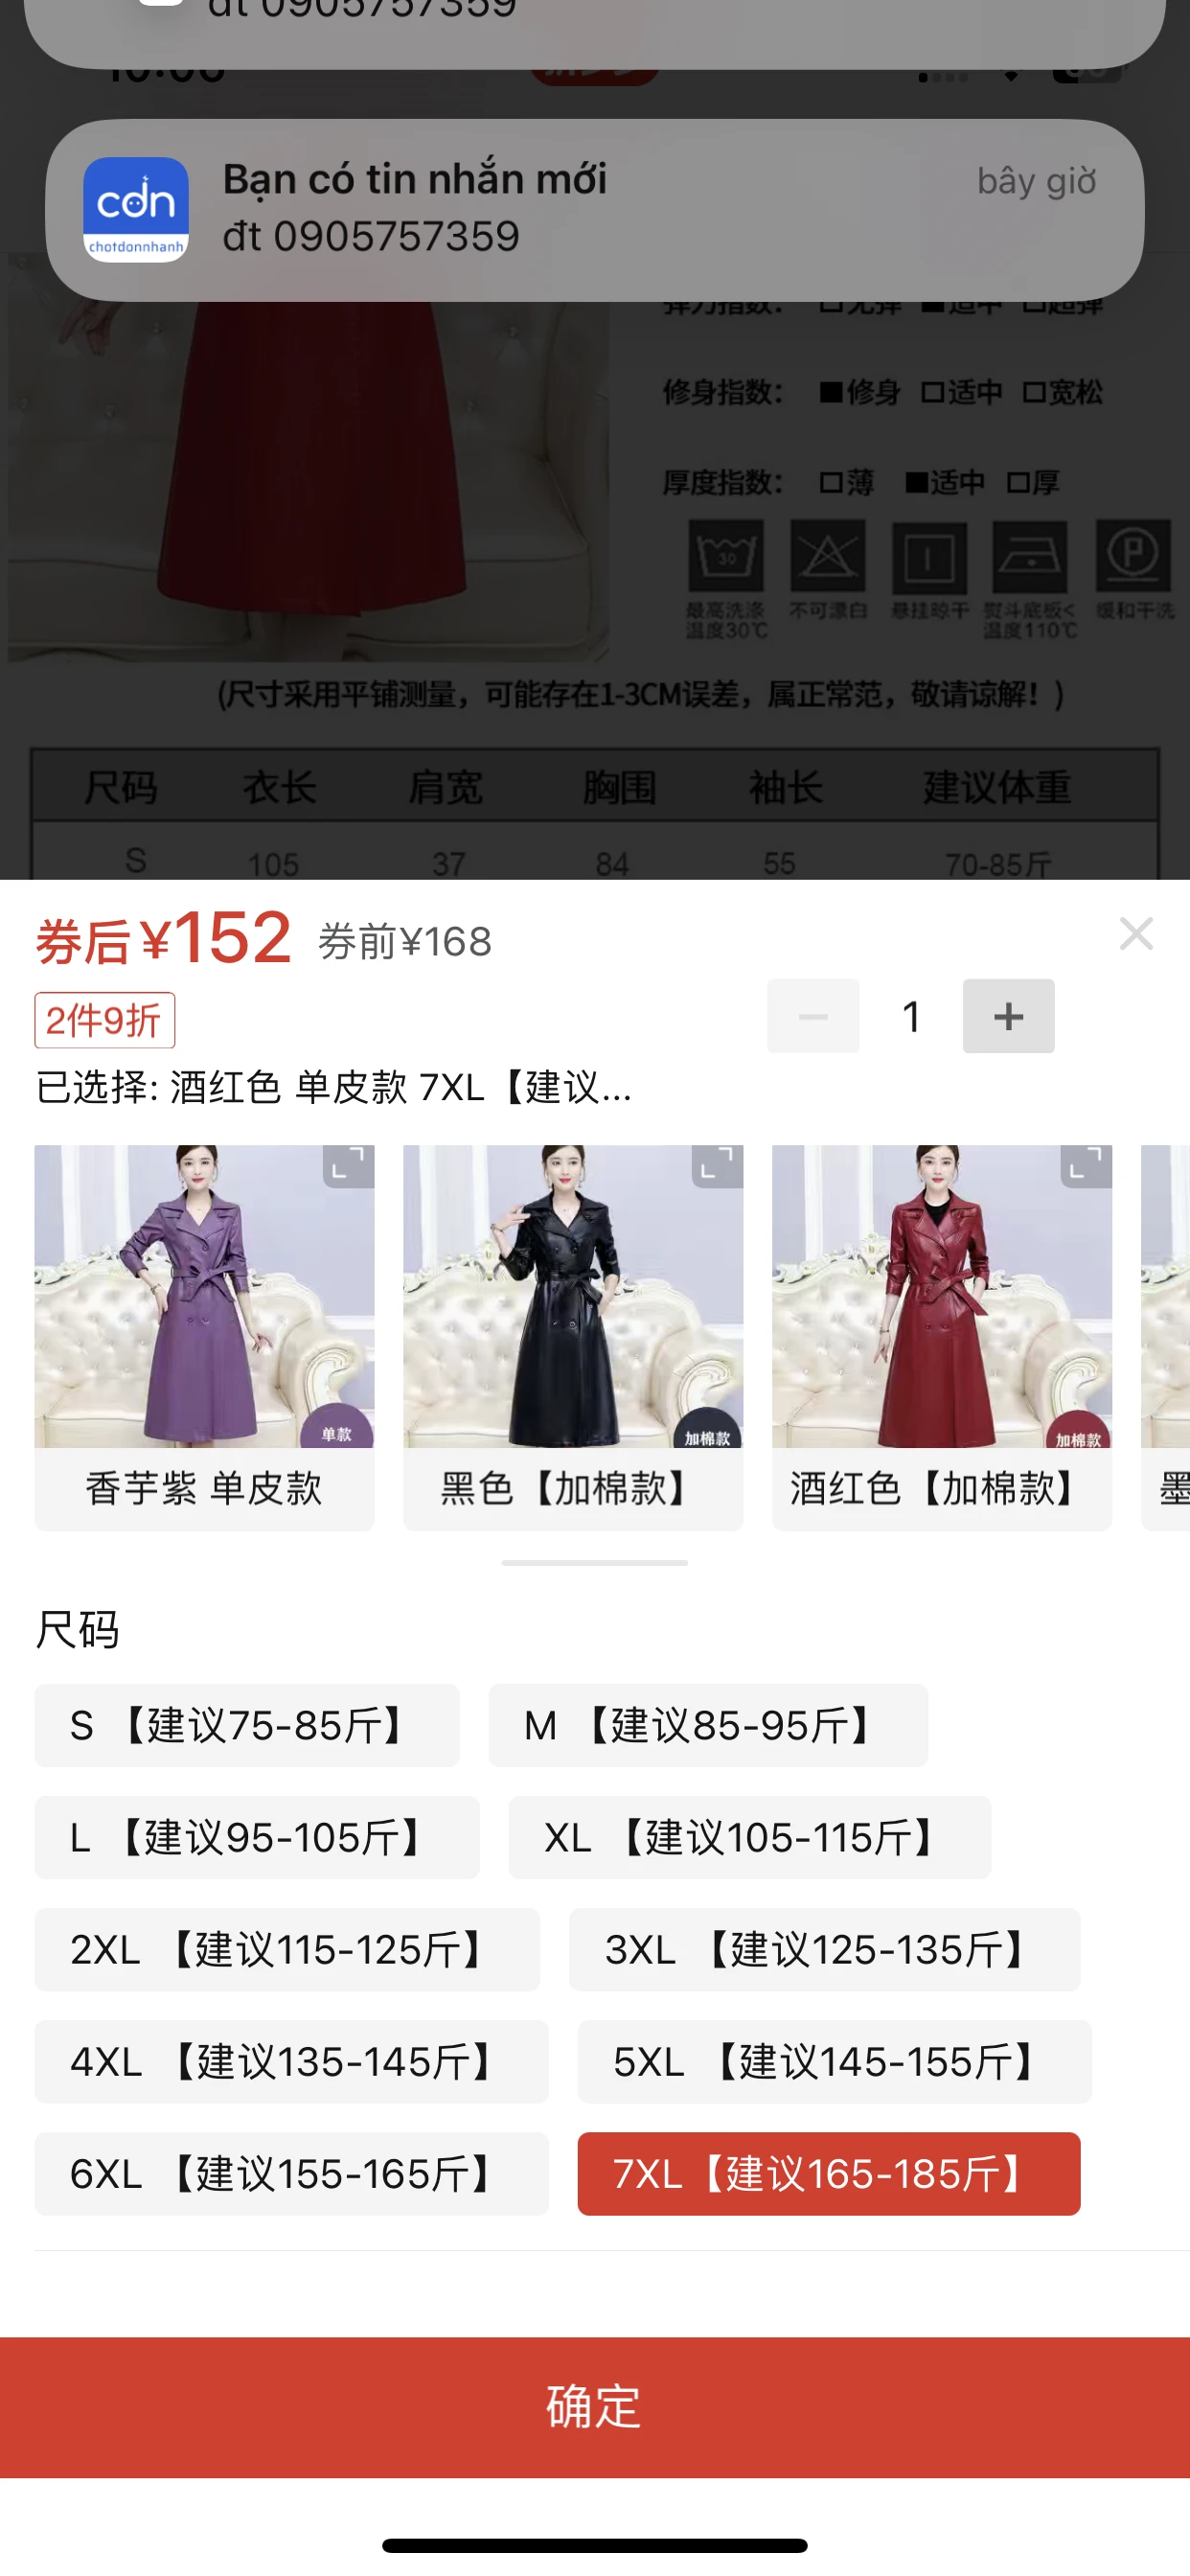 đt 0905757359
10:06
cdn
chotdonnhanh
Bạn có tin nhắn mới
bây giờ
đt 0905757359
弹力指数： □无弹 ■适中 □超弹
修身指数： ■修身 □适中 □宽松
厚度指数： □薄 ■适中 □厚
30
P
最高洗涤
温度30℃
不可漂白
悬挂晾干
熨斗底板<
温度110℃
缓和干洗
(尺寸采用平铺测量，可能存在1-3CM误差，属正常范，敬请谅解！)
尺码 衣长 肩宽 胸围 袖长 建议体重
S 105 37 84 55 70-85斤
券后¥152 券前¥168
2件9折
1
已选择: 酒红色 单皮款 7XL【建议...
单款
加棉款
加棉款
香芋紫 单皮款
黑色【加棉款】
酒红色【加棉款】
墨
尺码
S 【建议75-85斤】
M 【建议85-95斤】
L 【建议95-105斤】
XL 【建议105-115斤】
2XL 【建议115-125斤】
3XL 【建议125-135斤】
4XL 【建议135-145斤】
5XL 【建议145-155斤】
6XL 【建议155-165斤】
7XL【建议165-185斤】
确定